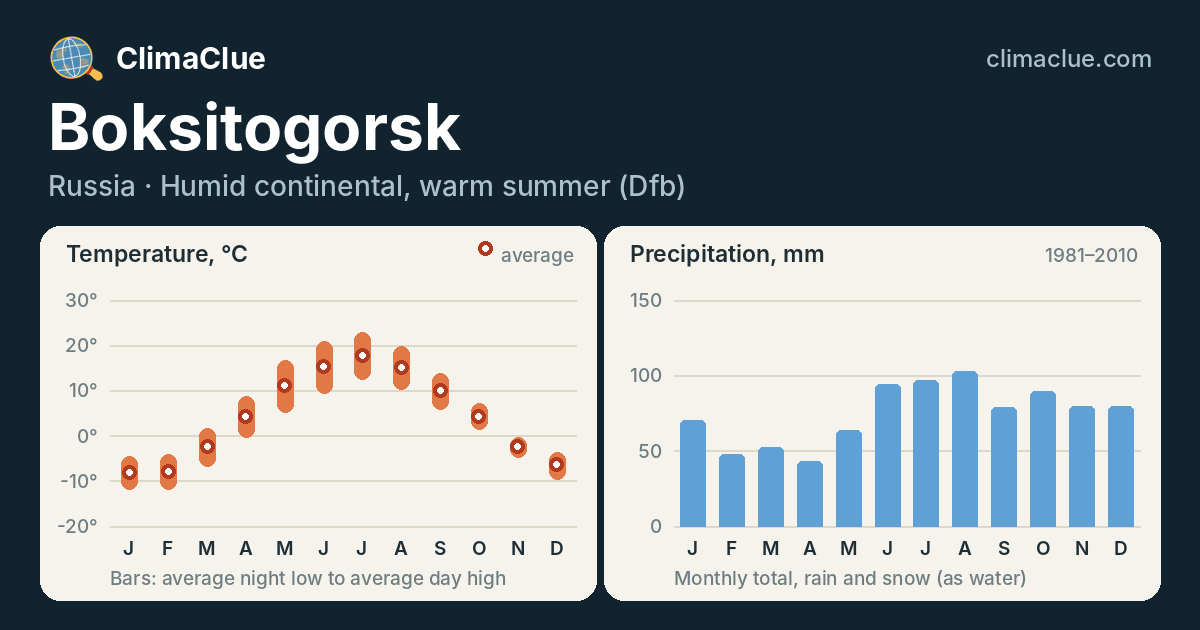 ClimaClue
climaclue.com
Boksitogorsk
Russia · Humid continental, warm summer (Dfb)
Temperature, °C
average
30°
20°
10°
0°
-10°
-20°
J F M A M J J A S O N D
Bars: average night low to average day high
Precipitation, mm
1981–2010
150
100
50
0
J F M A M J J A S O N D
Monthly total, rain and snow (as water)